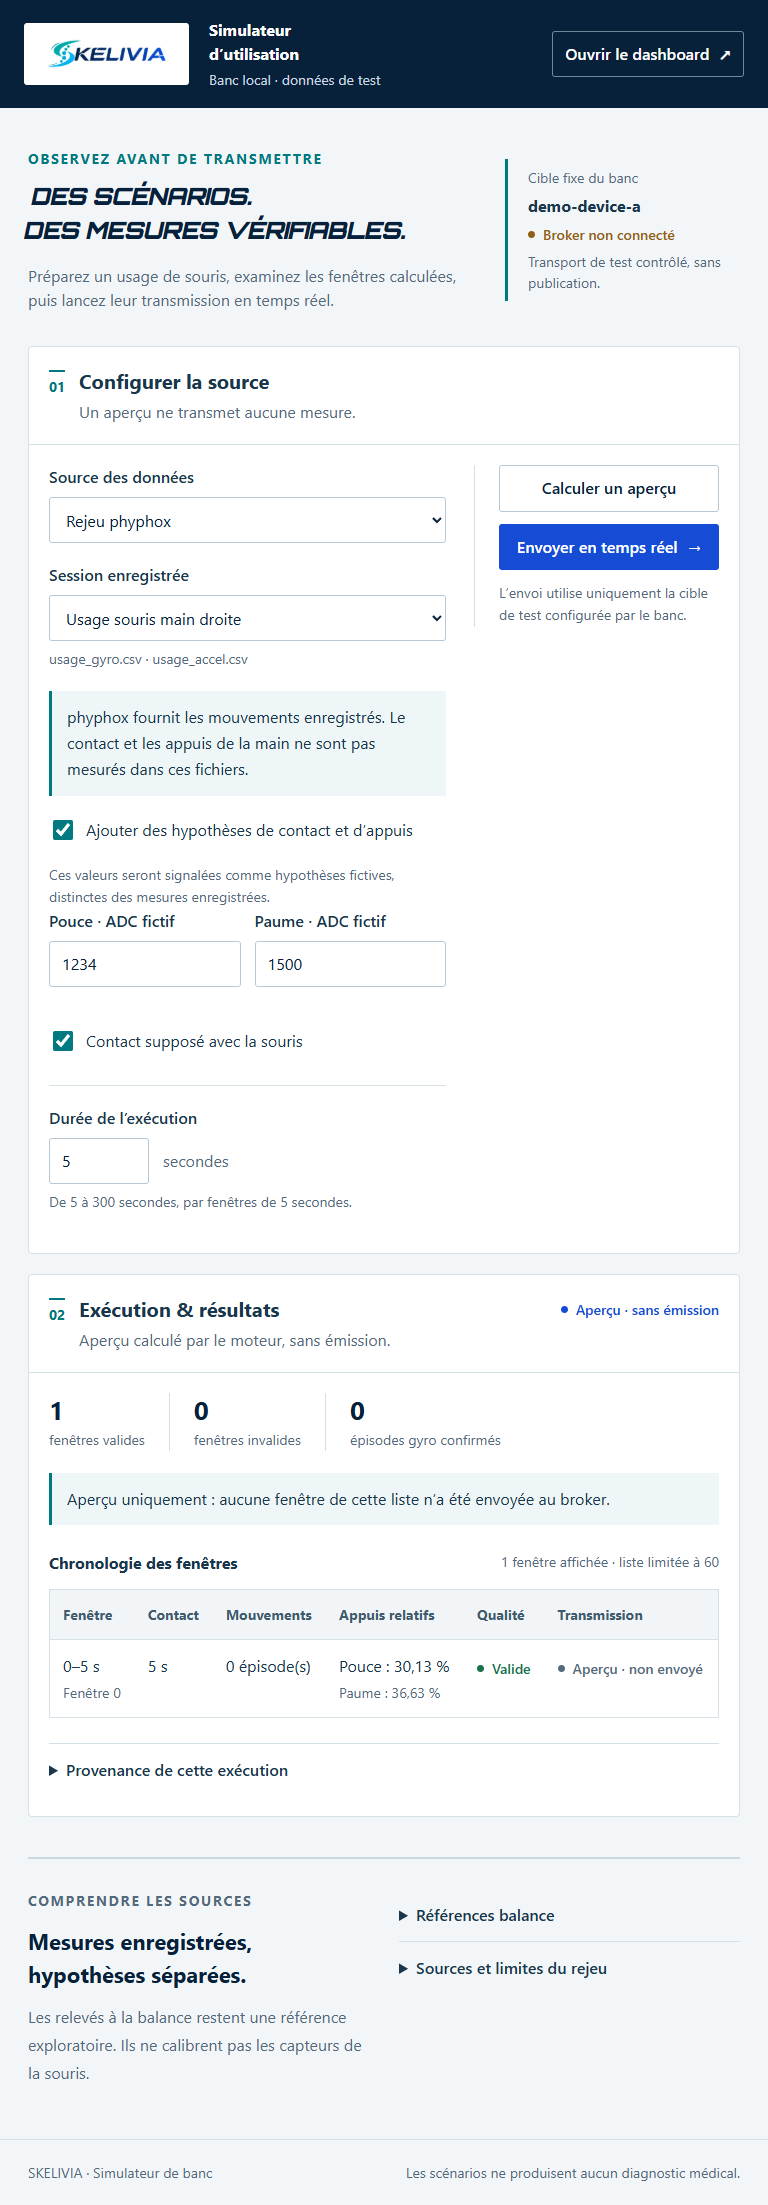 SKELIVIA
Simulateur
d’utilisation
Banc local · données de test
Ouvrir le dashboard ↗
OBSERVEZ AVANT DE TRANSMETTRE
DES SCÉNARIOS.
DES MESURES VÉRIFIABLES.
Préparez un usage de souris, examinez les fenêtres calculées,
puis lancez leur transmission en temps réel.
Cible fixe du banc
demo-device-a
Broker non connecté
Transport de test contrôlé, sans
publication.
01 Configurer la source
Un aperçu ne transmet aucune mesure.
Source des données
Rejeu phyphox
Session enregistrée
Usage souris main droite
usage_gyro.csv · usage_accel.csv
phyphox fournit les mouvements enregistrés. Le
contact et les appuis de la main ne sont pas
mesurés dans ces fichiers.
Ajouter des hypothèses de contact et d’appuis
Ces valeurs seront signalées comme hypothèses fictives,
distinctes des mesures enregistrées.
Pouce · ADC fictif Paume · ADC fictif
1234 1500
Contact supposé avec la souris
Durée de l’exécution
5 secondes
De 5 à 300 secondes, par fenêtres de 5 secondes.
Calculer un aperçu
Envoyer en temps réel →
L’envoi utilise uniquement la cible
de test configurée par le banc.
02 Exécution & résultats
Aperçu calculé par le moteur, sans émission.
Aperçu · sans émission
1 0 0
fenêtres valides fenêtres invalides épisodes gyro confirmés
Aperçu uniquement : aucune fenêtre de cette liste n’a été envoyée au broker.
Chronologie des fenêtres 1 fenêtre affichée · liste limitée à 60
Fenêtre Contact Mouvements Appuis relatifs Qualité Transmission
0–5 s 5 s 0 épisode(s) Pouce : 30,13 % Valide Aperçu · non envoyé
Fenêtre 0 Paume : 36,63 %
Provenance de cette exécution
COMPRENDRE LES SOURCES
Mesures enregistrées,
hypothèses séparées.
Les relevés à la balance restent une référence
exploratoire. Ils ne calibrent pas les capteurs de
la souris.
Références balance
Sources et limites du rejeu
SKELIVIA · Simulateur de banc Les scénarios ne produisent aucun diagnostic médical.